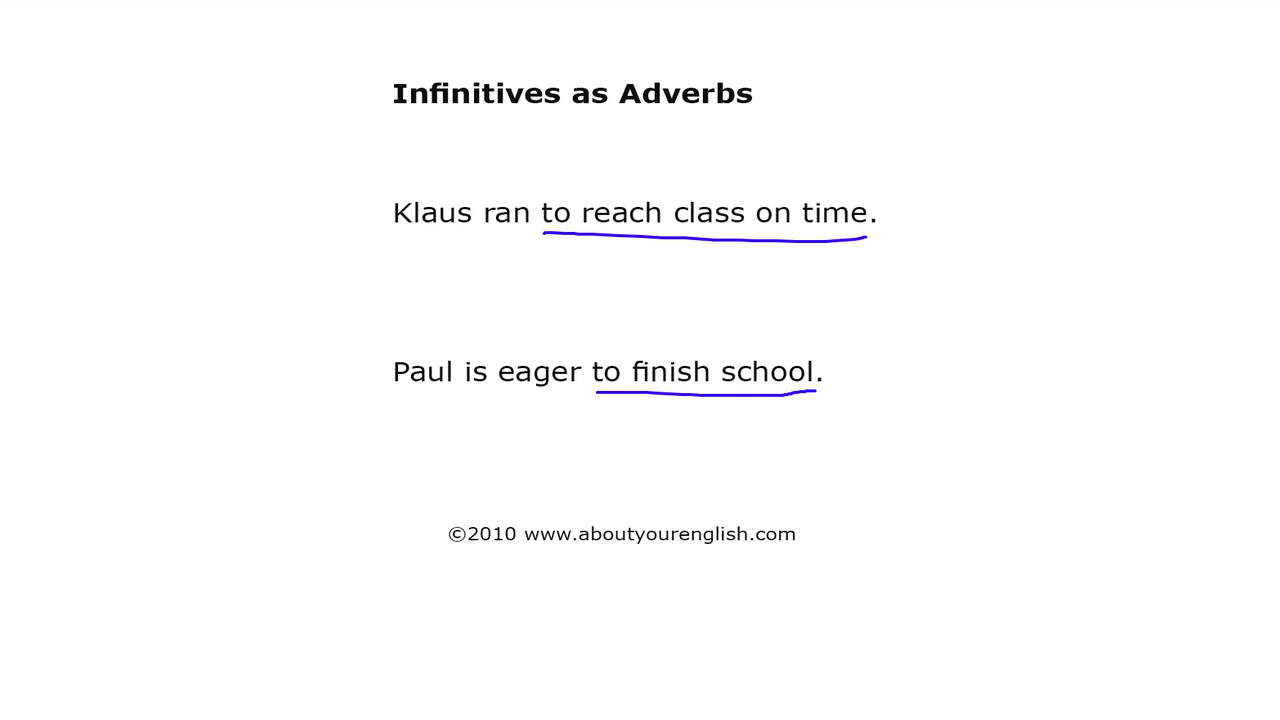 Infinitives as Adverbs
Klaus ran to reach class on time.
Paul is eager to finish school.
©2010 www.aboutyourenglish.com